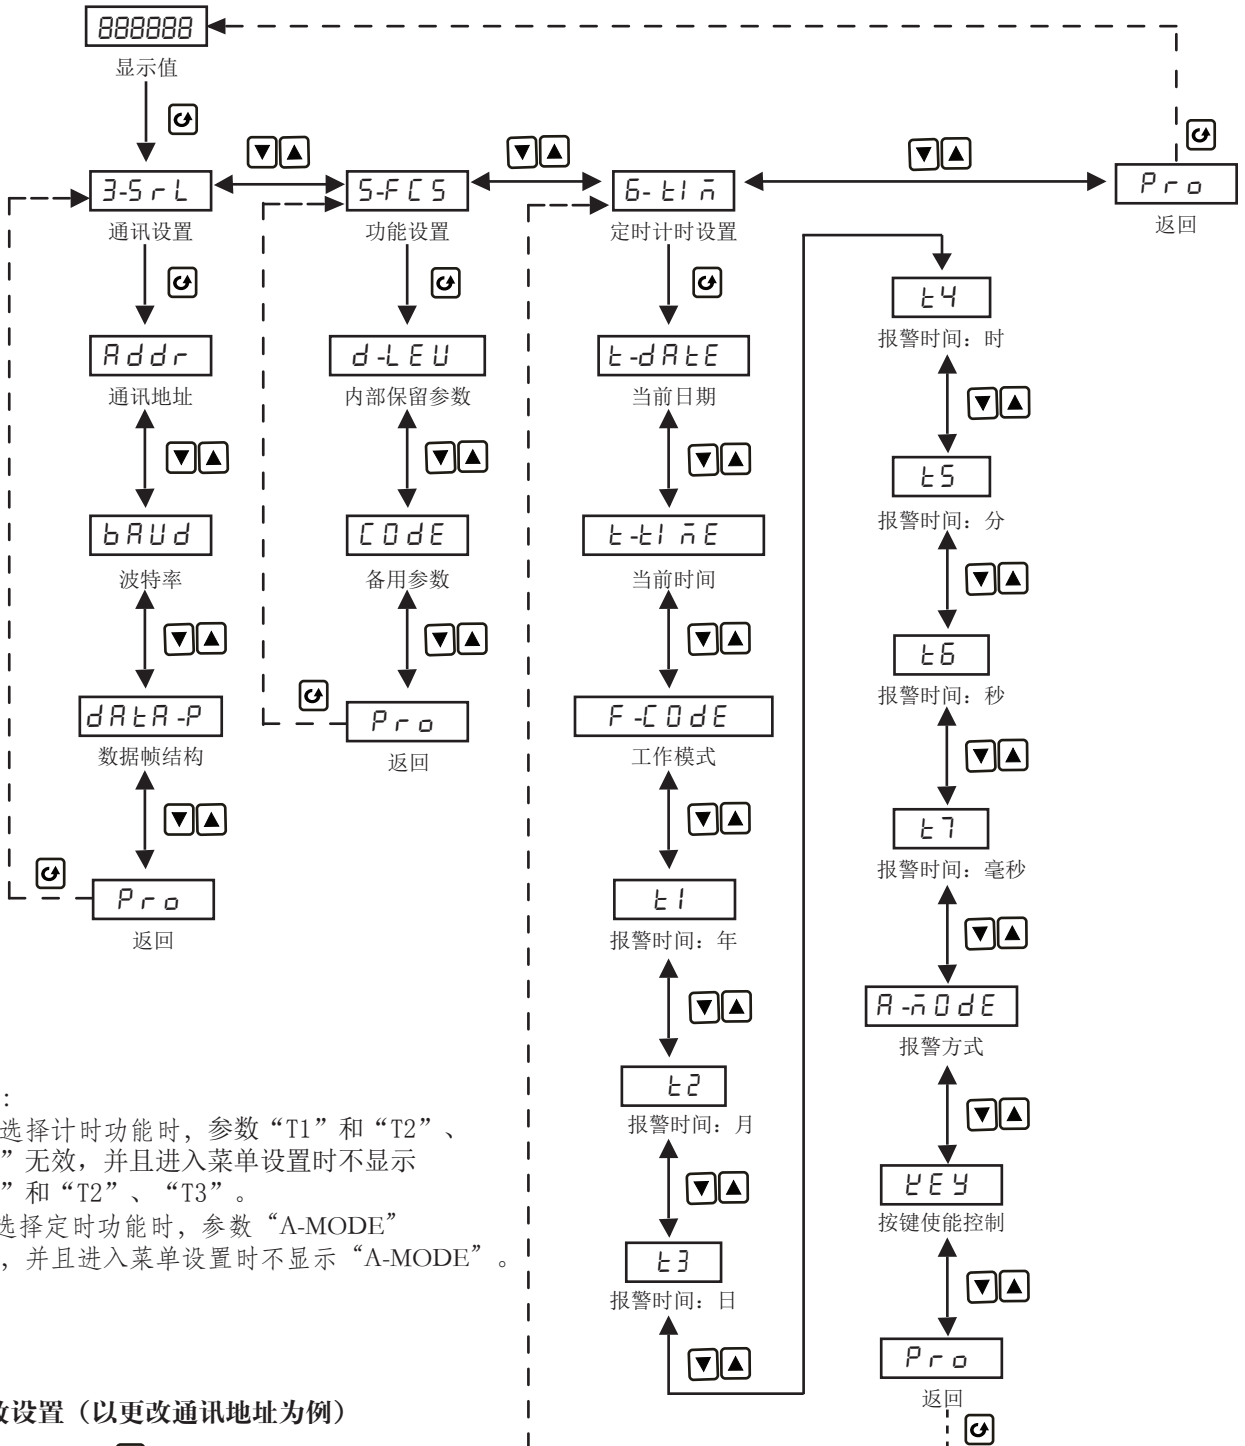 888888
显示值
3-SrL
通讯设置
Addr
通讯地址
bAUd
波特率
dAtA-P
数据帧结构
Pro
返回
5-FCS
功能设置
d-LEU
内部保留参数
C0dE
备用参数
Pro
返回
6-tIm
定时计时设置
t-dAtE
当前日期
t-tImE
当前时间
F-C0dE
工作模式
t1
报警时间：年
t2
报警时间：月
t3
报警时间：日
t4
报警时间：时
t5
报警时间：分
t6
报警时间：秒
t7
报警时间：毫秒
A-m0dE
报警方式
KEY
按键使能控制
Pro
返回
Pro
返回
：
选择计时功能时，参数“T1”和“T2”、
”无效，并且进入菜单设置时不显示
”和“T2”、“T3”。
选择定时功能时，参数“A-MODE”
，并且进入菜单设置时不显示“A-MODE”。
数设置（以更改通讯地址为例）